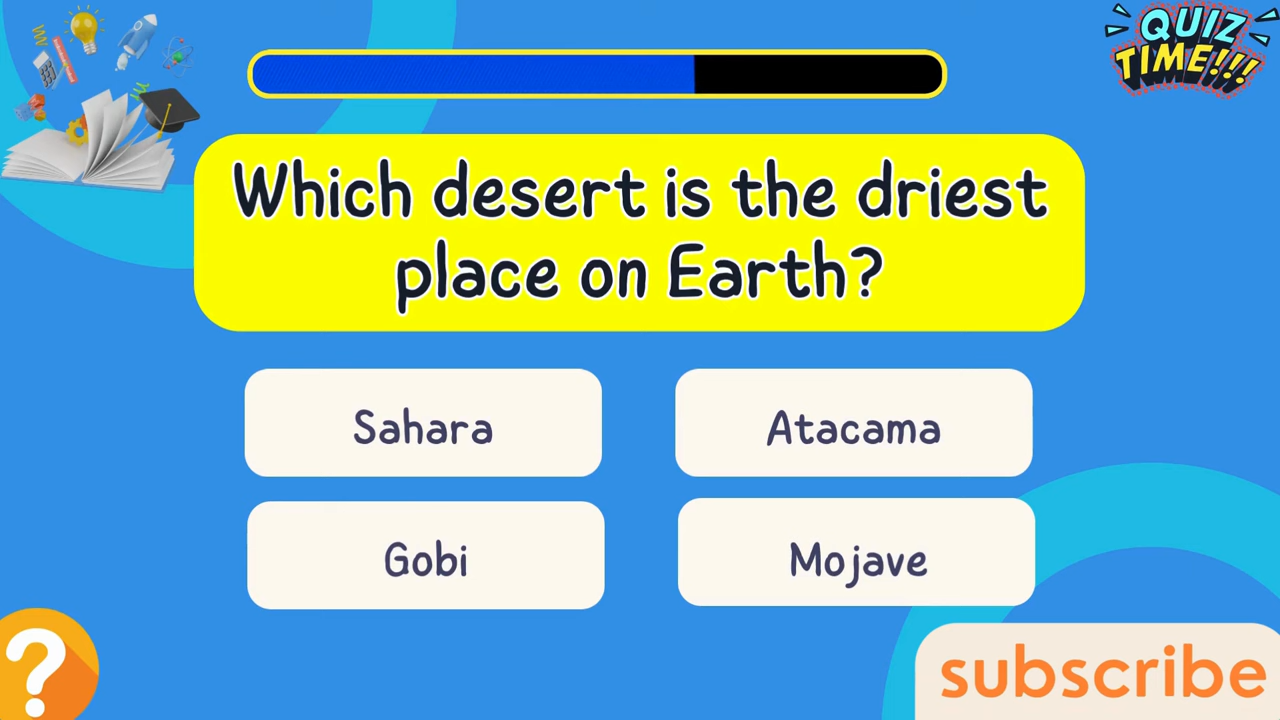 QUIZ
TIME!!!
Which desert is the driest
place on Earth?
Sahara
Atacama
Gobi
Mojave
?
subscribe